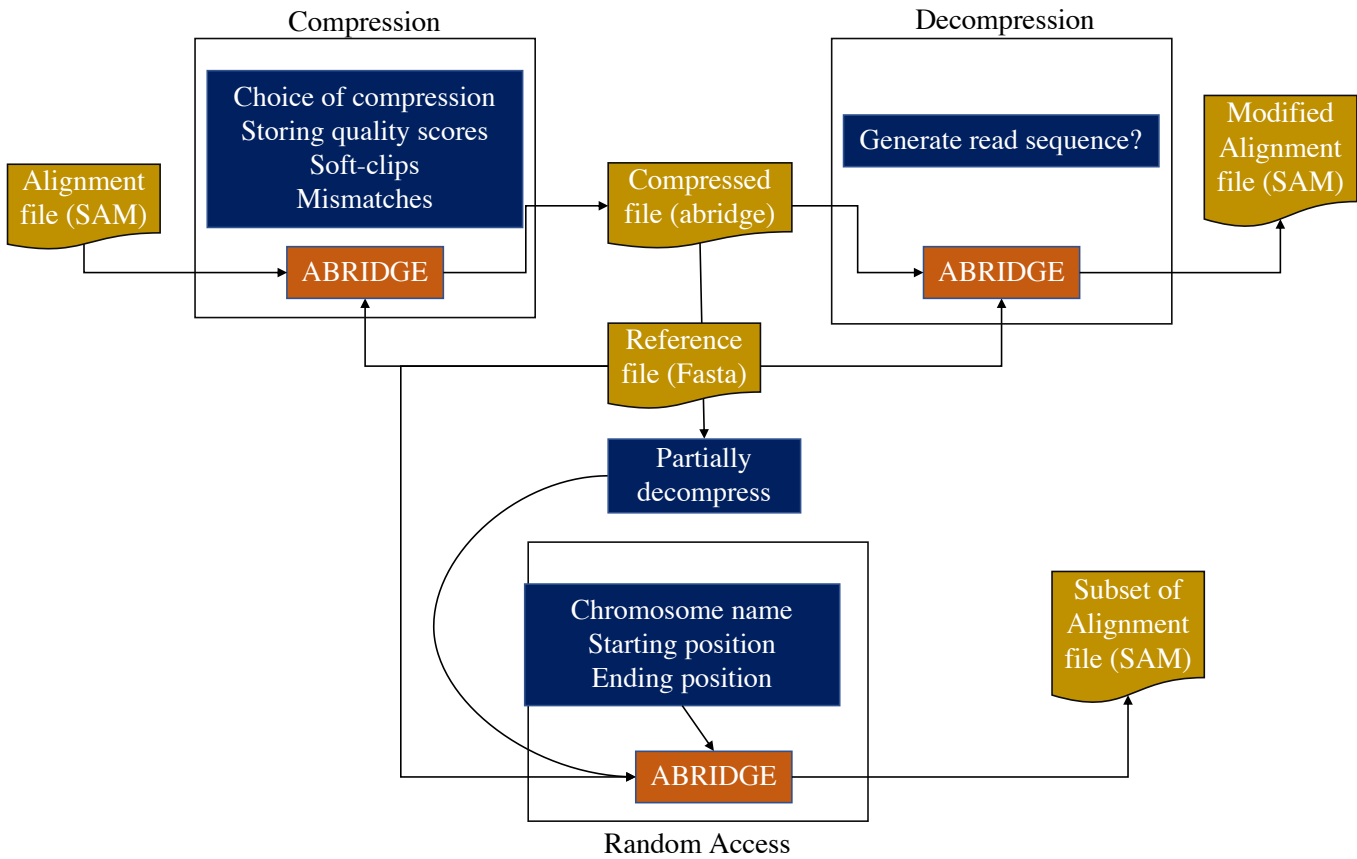 Compression
Decompression
Choice of compression
Storing quality scores
Soft-clips
Mismatches
Alignment
file (SAM)
ABRIDGE
Compressed
file (abridge)
Generate read sequence?
ABRIDGE
Modified
Alignment
file (SAM)
Reference
file (Fasta)
Partially
decompress
Chromosome name
Starting position
Ending position
ABRIDGE
Subset of
Alignment
file (SAM)
Random Access